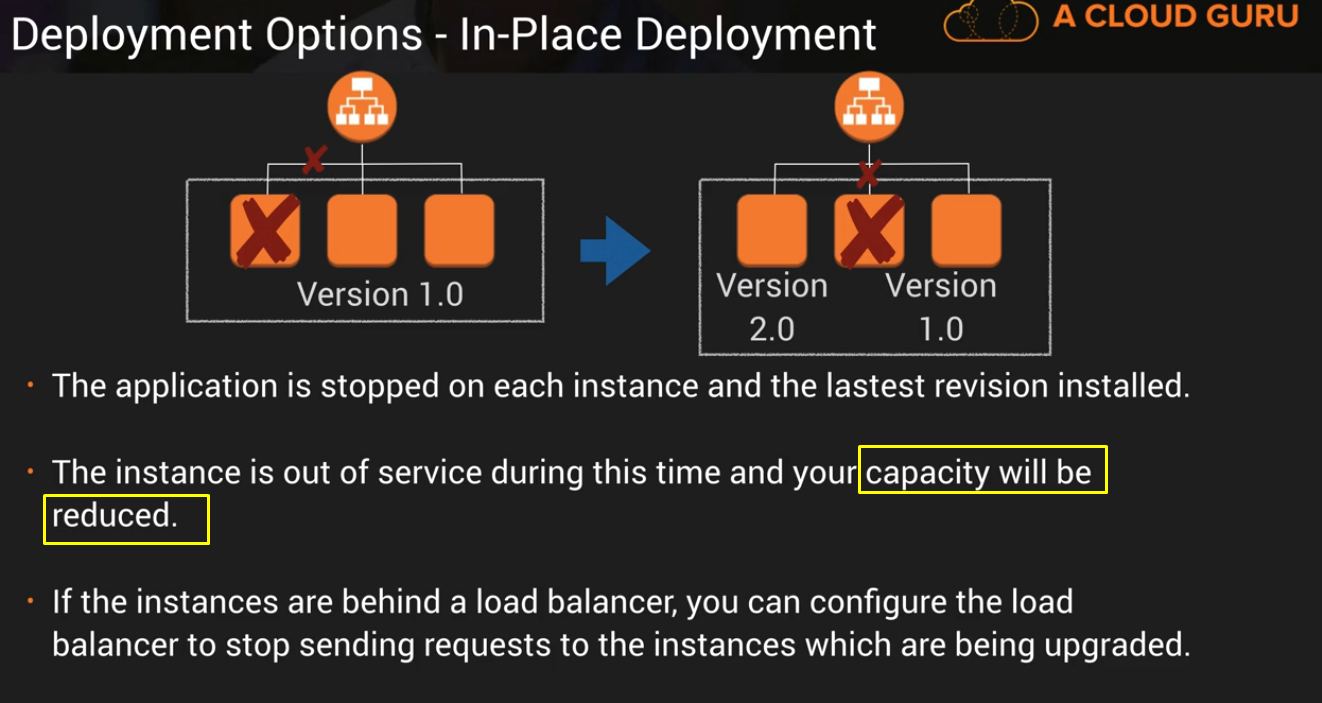 Deployment Options - In-Place Deployment
A CLOUD GURU
Version 1.0
Version
2.0
Version
1.0
· The application is stopped on each instance and the lastest revision installed.
· The instance is out of service during this time and your capacity will be
reduced.
· If the instances are behind a load balancer, you can configure the load
balancer to stop sending requests to the instances which are being upgraded.